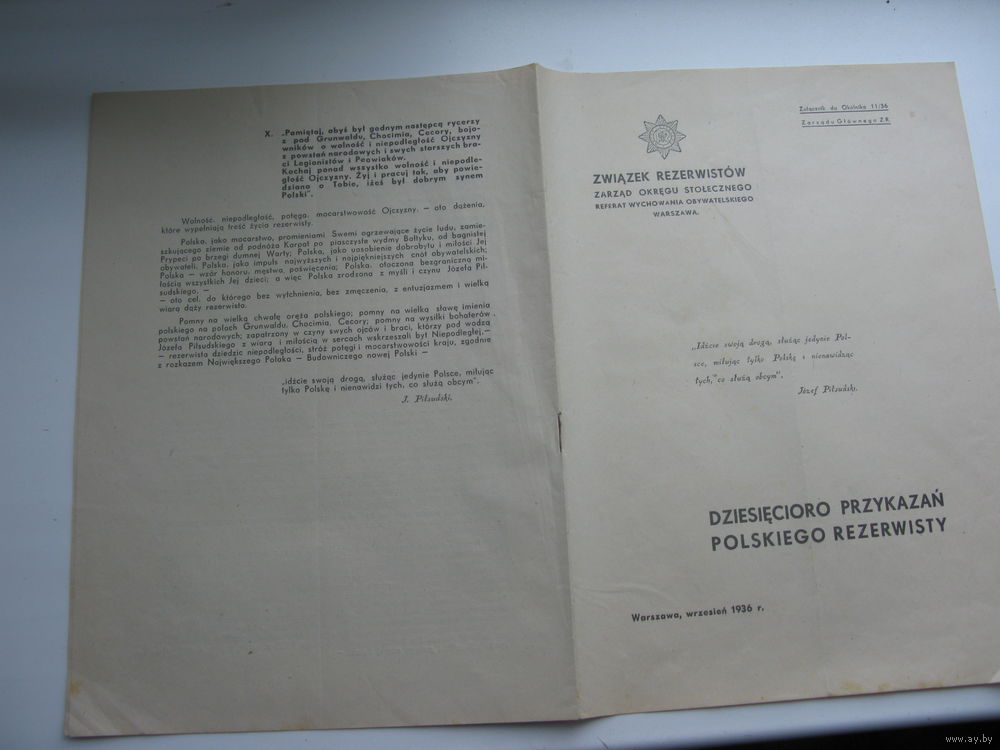 X. „Pamiętaj, abyś był godnym następcą rycerzy
z pod Grunwaldu, Chocimia, Cecory, bojo-
wników o wolność i niepodległość Ojczyzny
z powstań narodowych i swych starszych bra-
ci Legionistów i Peowiaków.
Kochaj ponad wszystko wolność i niepodle-
głość Ojczyzny. Żyj i pracuj tak, aby powie-
dziano o Tobie, iżeś był dobrym synem
Polski".
Wolność, niepodległość, potęga, mocarstwowość Ojczyzny, – oto dążenia,
które wypełniają treść życia rezerwisty.
Polska, jako mocarstwo, promieniami Swemi ogrzewające życie ludu, zamie-
szkującego ziemie od podnóża Karpat po piaszczyste wydmy Bałtyku, od bagnistej
Prypeci po brzegi dumnej Warty; Polska, jako uosobienie dobrobytu i miłości Jej
obywateli, Polska, jako impuls najwyższych i najpiękniejszych cnót obywatelskich;
Polska – wzór honoru, męstwa, poświęcenia; Polska, otoczona bezgraniczną mi-
łością wszystkich Jej dzieci; a więc Polska zrodzona z myśli i czynu Józefa Pił-
sudskiego, –
– oto cel, do którego bez wytchnienia, bez zmęczenia, z entuzjazmem i wielką
wiarą dąży rezerwista.
Pomny na wielką chwałę oręża polskiego; pomny na wielką sławę imienia
polskiego na polach Grunwaldu, Chocimia, Cecory; pomny na wysiłki bohaterów
powstań narodowych; zapatrzony w czyny swych ojców i braci, którzy pod wodzą
Józefa Piłsudskiego z wiarą i miłością w sercach wskrzeszali byt Niepodległej,–
– rezerwista dziedzic niepodległości, stróż potęgi i mocarstwowości kraju, zgodnie
z rozkazem Największego Polaka – Budowniczego nowej Polski –
„idźcie swoją drogą, służąc jedynie Polsce, miłując
tylko Polskę i nienawidzi tych, co służą obcym".
J. Piłsudski.
Załącznik do Okólnika 11/36
Zarządu Głównego Z.R.
ZWIĄZEK REZERWISTÓW
ZARZĄD OKRĘGU STOŁECZNEGO
REFERAT WYCHOWANIA OBYWATELSKIEGO
WARSZAWA.
„Idźcie swoją drogą, służąc jedynie Pol-
sce, miłując tylko Polskę i nienawidząc
tych, co służą obcym".
Józef Piłsudski.
DZIESIĘCIORO PRZYKAZAŃ
POLSKIEGO REZERWISTY
Warszawa, wrzesień 1936 r.
www.ay.by